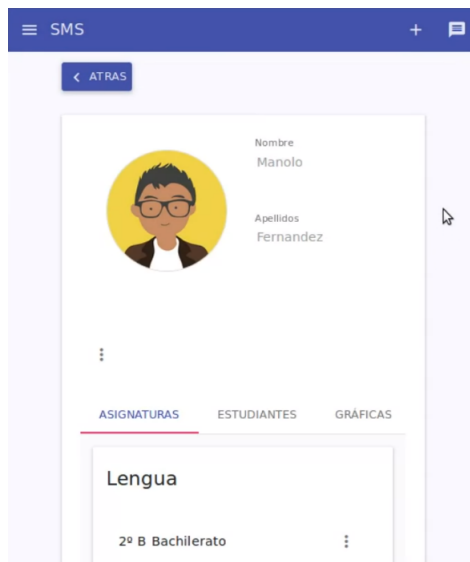 SMS
ATRAS
Nombre
Manolo
Apellidos
Fernandez
ASIGNATURAS ESTUDIANTES GRÁFICAS
Lengua
2º B Bachilerato